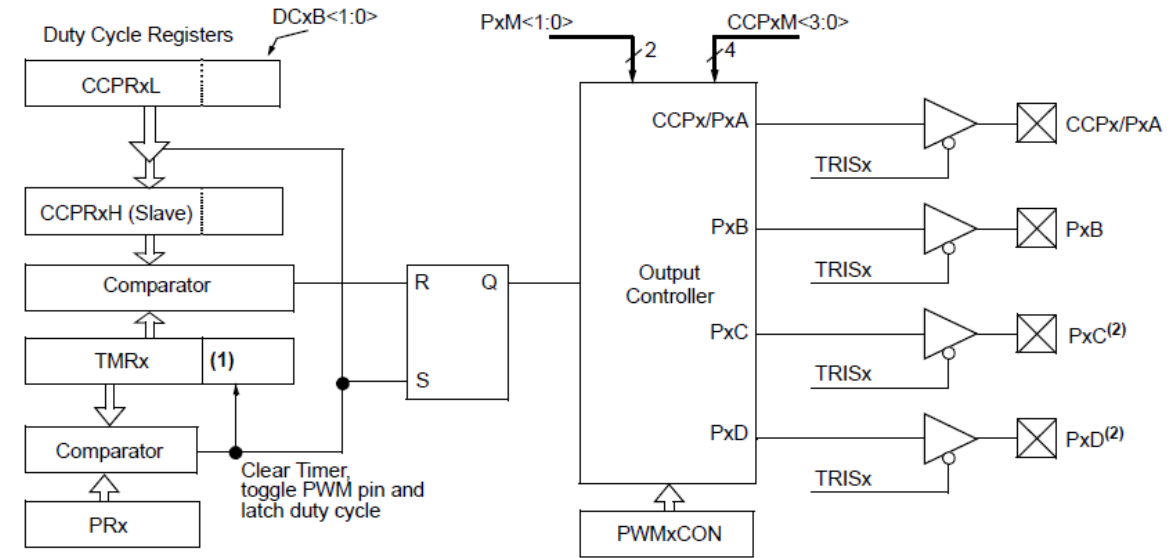 DCxB<1:0>
Duty Cycle Registers
CCPRxL
CCPRxH (Slave)
Comparator
TMRx
(1)
Comparator
PRx
Clear Timer,
toggle PWM pin and
latch duty cycle
R
Q
S
PxM<1:0>
2
CCPxM<3:0>
4
Output
Controller
CCPx/PxA
PxB
PxC
PxD
PWMxCON
TRISx
CCPx/PxA
TRISx
PxB
TRISx
PxC(2)
TRISx
PxD(2)